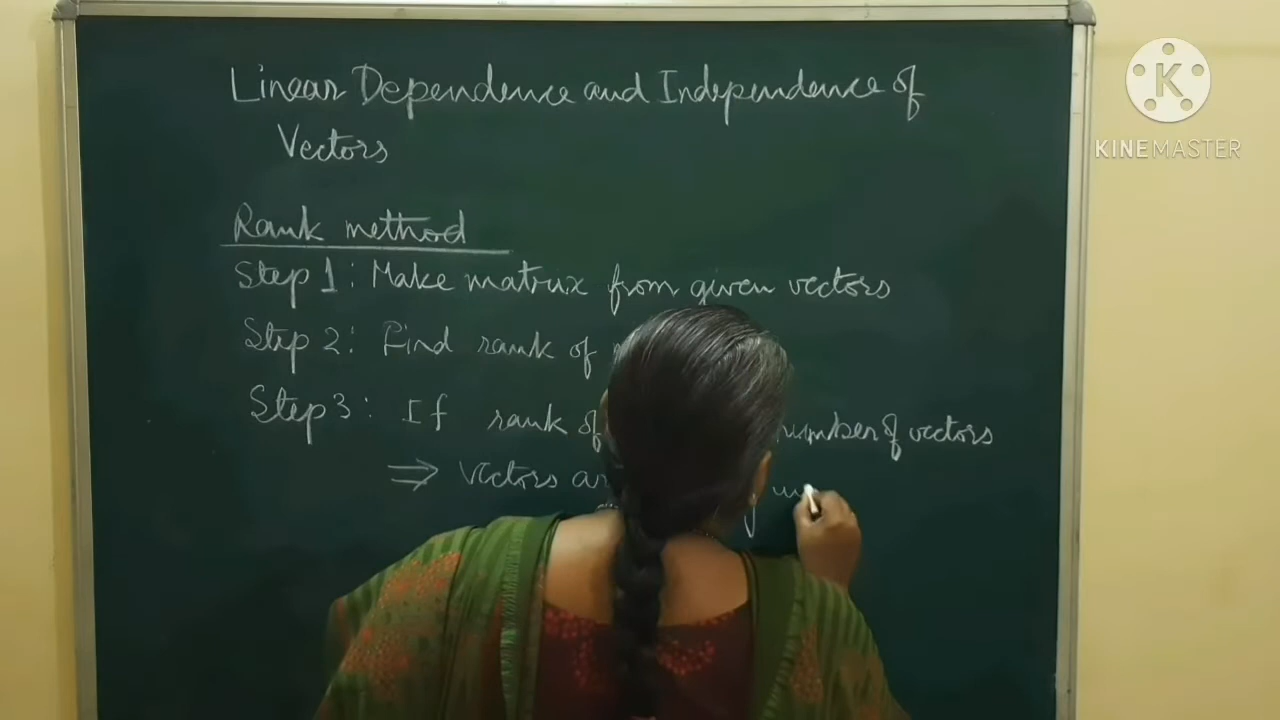 Linear Dependence and Independence of
Vectors
Rank method
Step 1: Make matrix from given vectors
Step 2: Find rank of
Step 3: If rank of number of vectors
⇒ Vectors
K
KINEMASTER